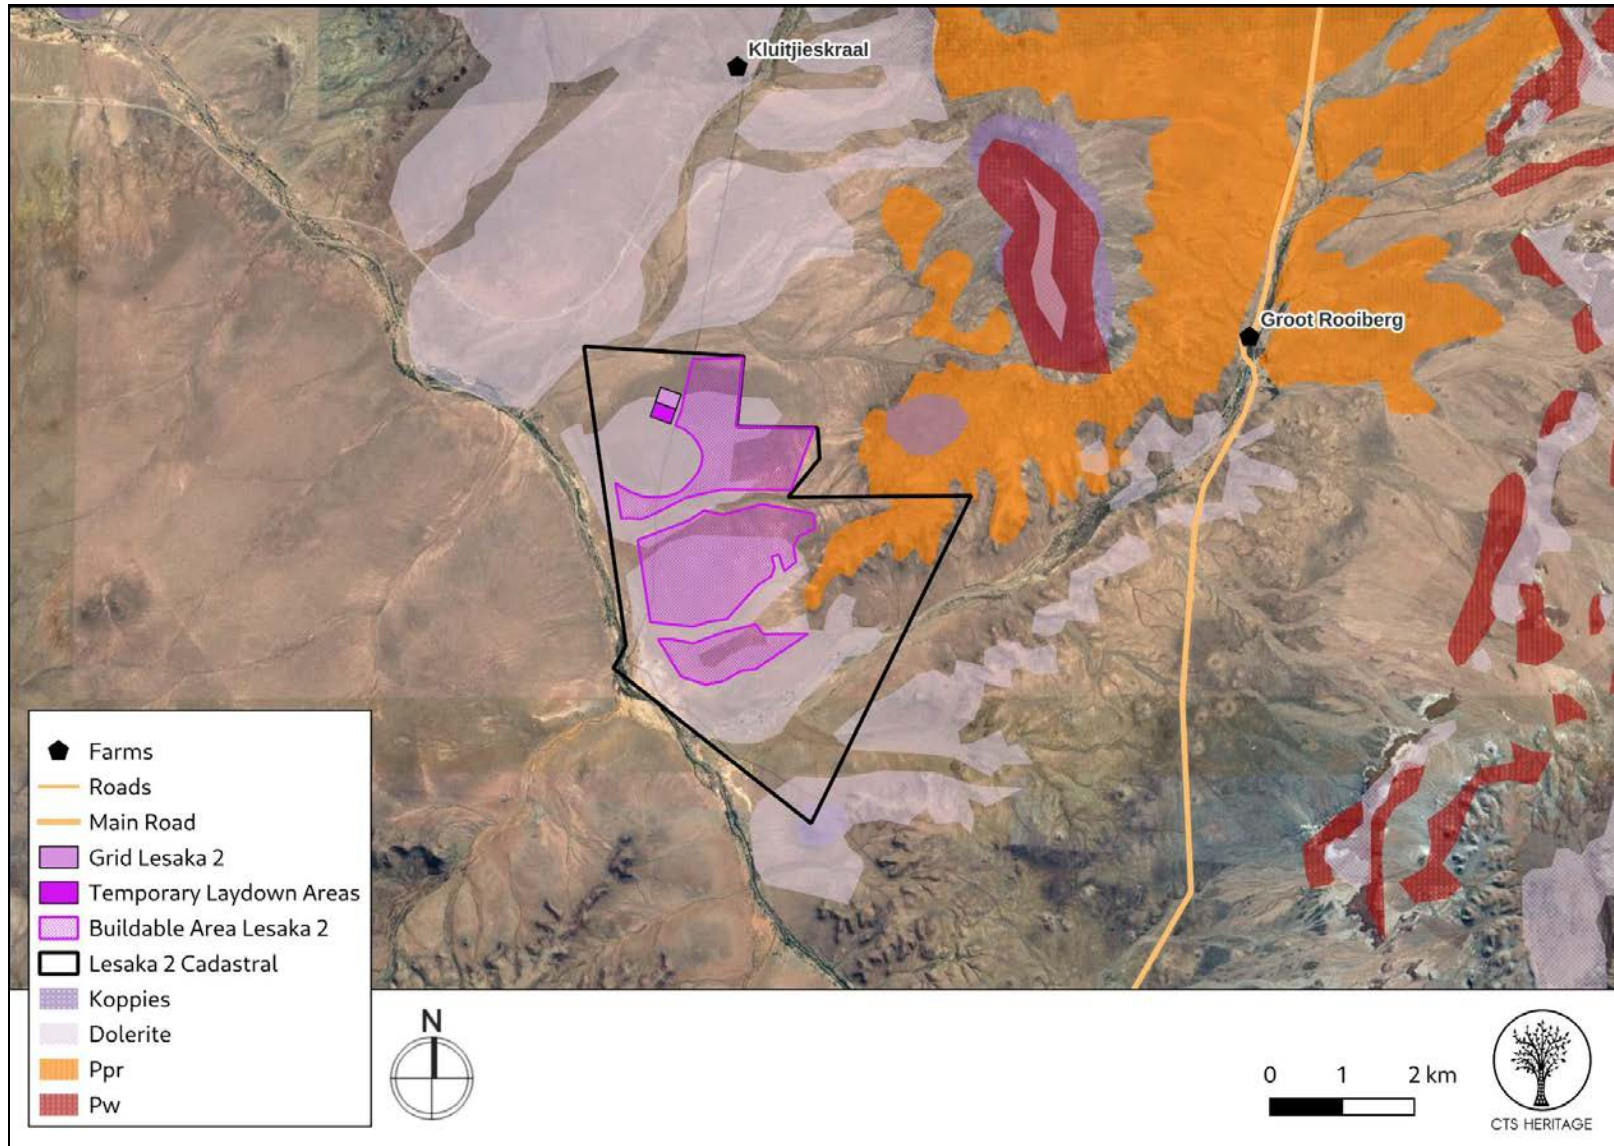 Kluitjieskraal
Groot Rooiberg
Farms
Roads
Main Road
Grid Lesaka 2
Temporary Laydown Areas
Buildable Area Lesaka 2
Lesaka 2 Cadastral
Koppies
Dolerite
Ppr
Pw
N
0 1 2 km
CTS HERITAGE